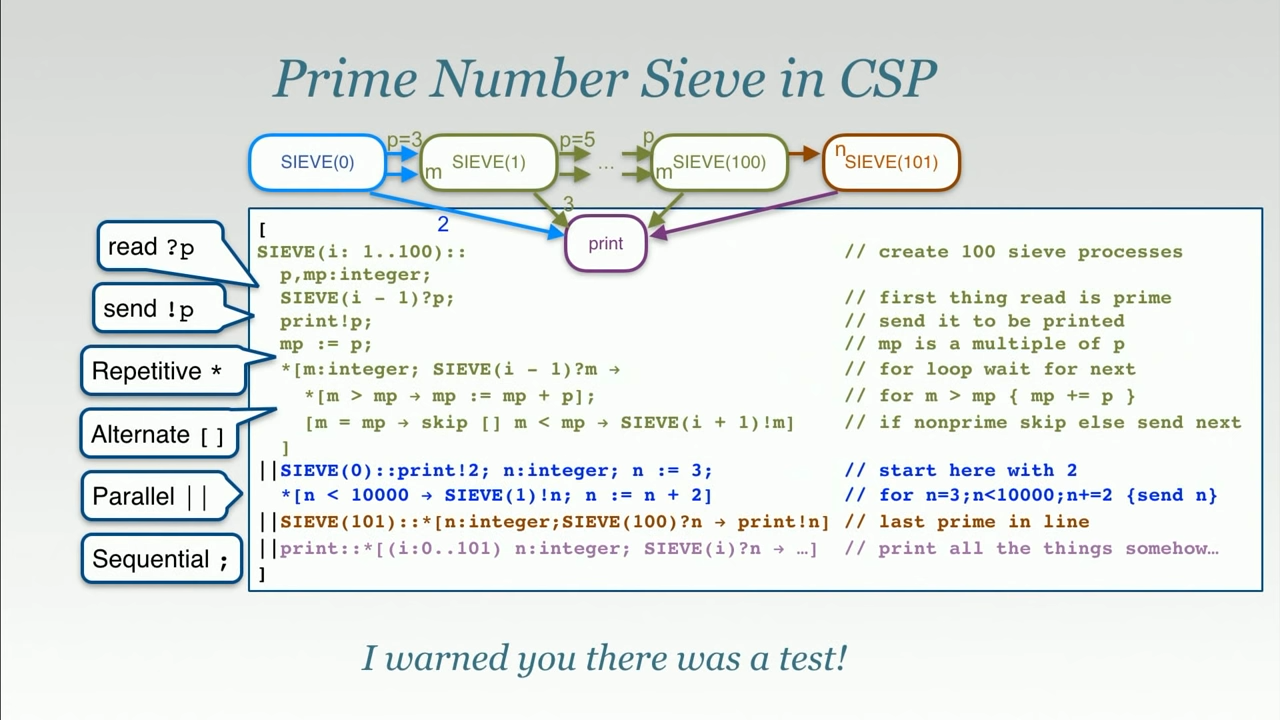 Prime Number Sieve in CSP
SIEVE(0) p=3 m SIEVE(1) p=5 ... p m SIEVE(100) n SIEVE(101)
2 3 print
read ?p
send !p
Repetitive *
Alternate [ ]
Parallel ||
Sequential ;
[
SIEVE(i: 1..100):: // create 100 sieve processes
p,mp:integer;
SIEVE(i - 1)?p; // first thing read is prime
print!p; // send it to be printed
mp := p; // mp is a multiple of p
*[m:integer; SIEVE(i - 1)?m → // for loop wait for next
*[m > mp → mp := mp + p]; // for m > mp { mp += p }
[m = mp → skip [] m < mp → SIEVE(i + 1)!m] // if nonprime skip else send next
]
||SIEVE(0)::print!2; n:integer; n := 3; // start here with 2
*[n < 10000 → SIEVE(1)!n; n := n + 2] // for n=3;n<10000;n+=2 {send n}
||SIEVE(101)::*[n:integer;SIEVE(100)?n → print!n] // last prime in line
||print::*[(i:0..101) n:integer; SIEVE(i)?n → …] // print all the things somehow…
]
I warned you there was a test!